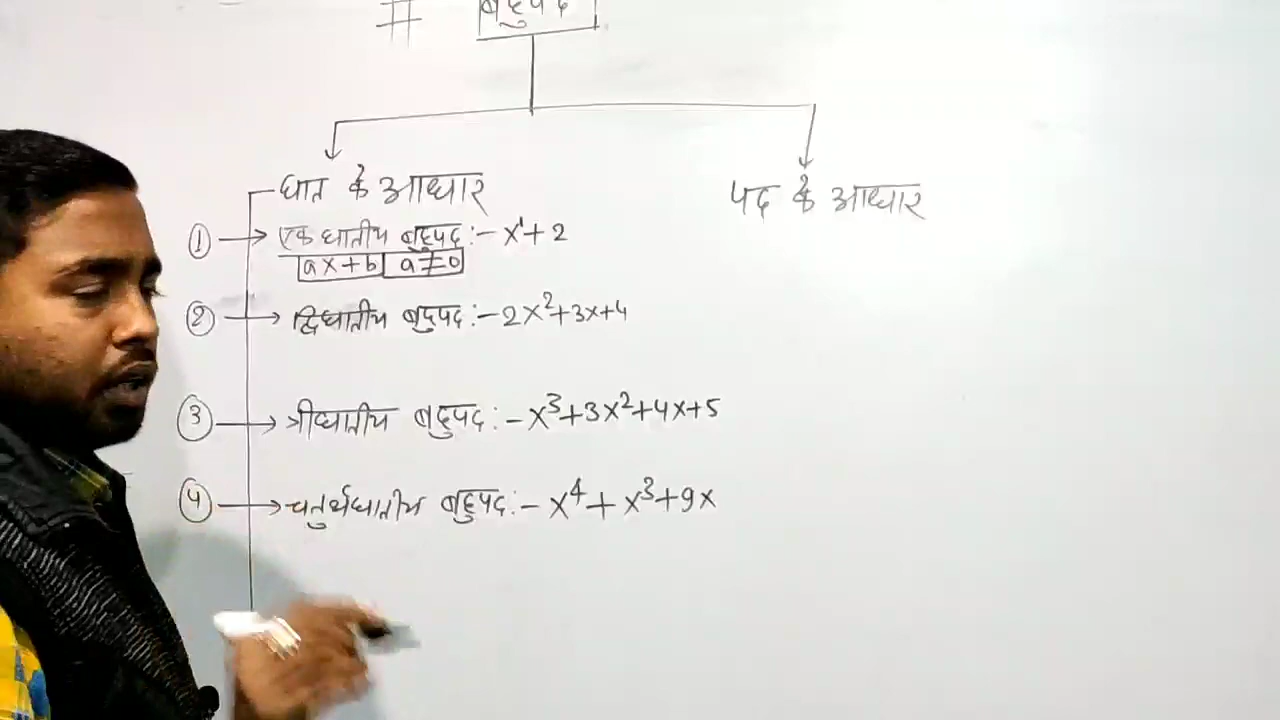 # बहुपद
घात के आधार
पद के आधार
① → एक घातीय बहुपद :- x¹ + 2
ax+b a≠0
② → द्विघातीय बहुपद :- 2x²+3x+4
③ → त्रीघातीय बहुपद :- x³+3x²+4x+5
④ → चतुर्थघातीय बहुपद :- x⁴ + x³+9x